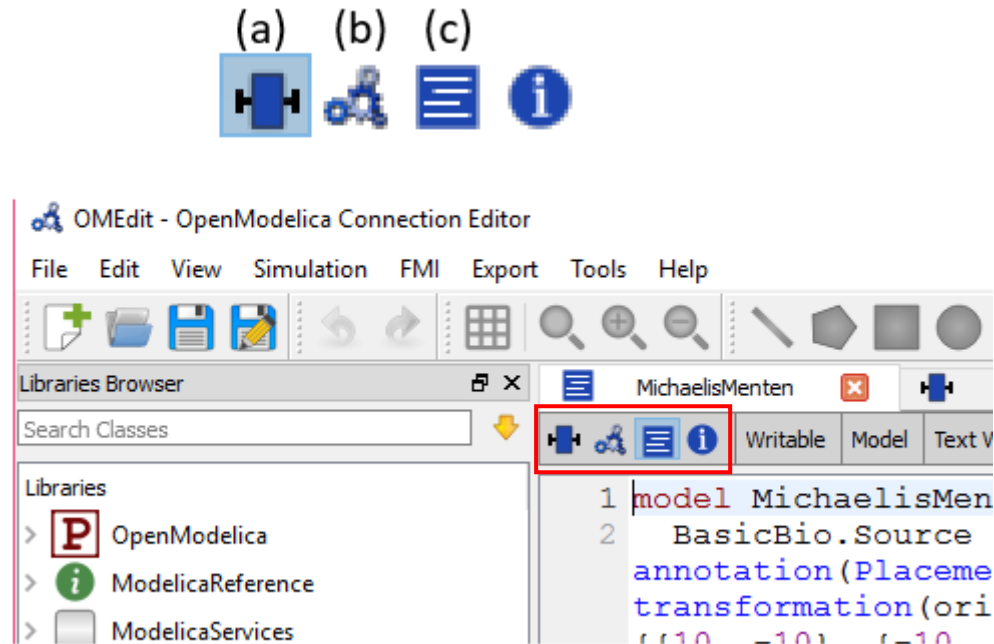 (a) (b) (c)
OMEdit - OpenModelica Connection Editor
File Edit View Simulation FMI Export Tools Help
Libraries Browser
MichaelisMenten
Search Classes
Writable Model Text
Libraries
1 model MichaelisMen
P OpenModelica
2 BasicBio.Source
annotation(Placeme
i ModelicaReference
transformation(ori
ModelicaServices